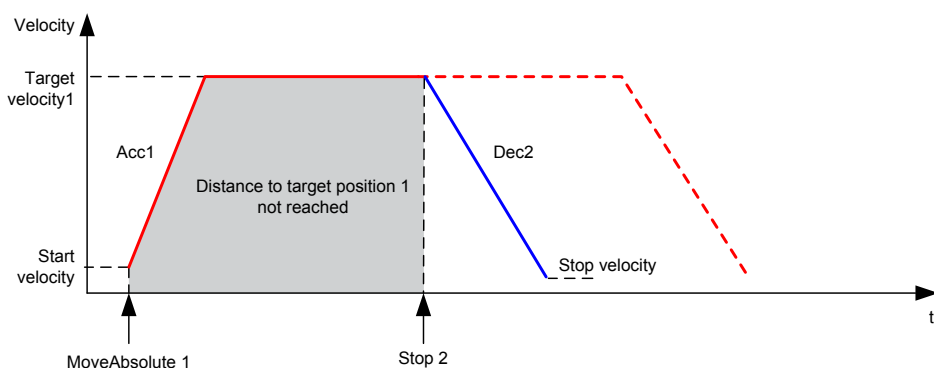 Velocity
Target
velocity1
Acc1
Dec2
Distance to target position 1
not reached
Start
velocity
Stop velocity
t
MoveAbsolute 1
Stop 2